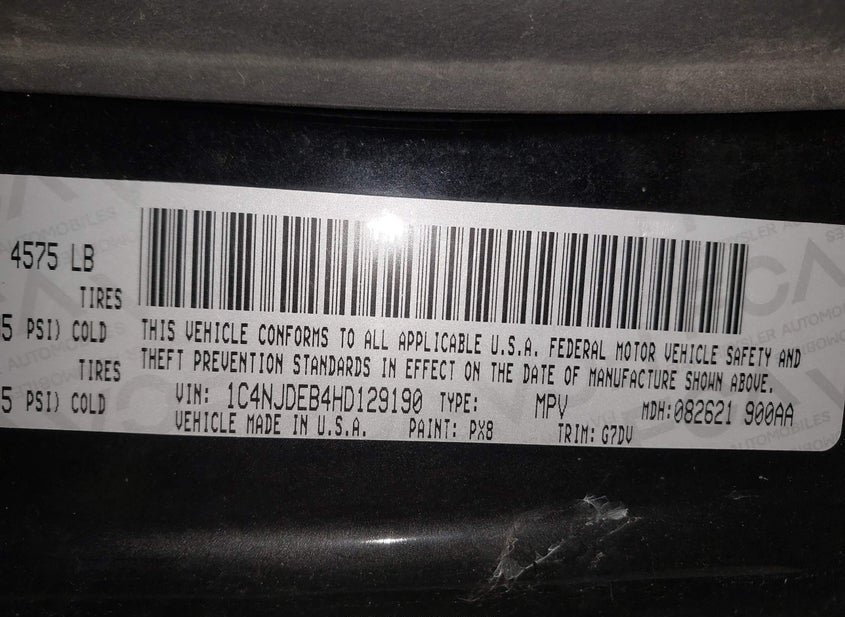 4575 LB
TIRES
5 PSI) COLD
TIRES
5 PSI) COLD
THIS VEHICLE CONFORMS TO ALL APPLICABLE U.S.A. FEDERAL MOTOR VEHICLE SAFETY AND
THEFT PREVENTION STANDARDS IN EFFECT ON THE DATE OF MANUFACTURE SHOWN ABOVE.
VIN: 1C4NJDEB4HD129190 TYPE: MPV MDH:082621 900AA
VEHICLE MADE IN U.S.A. PAINT: PX8 TRIM: G7DV